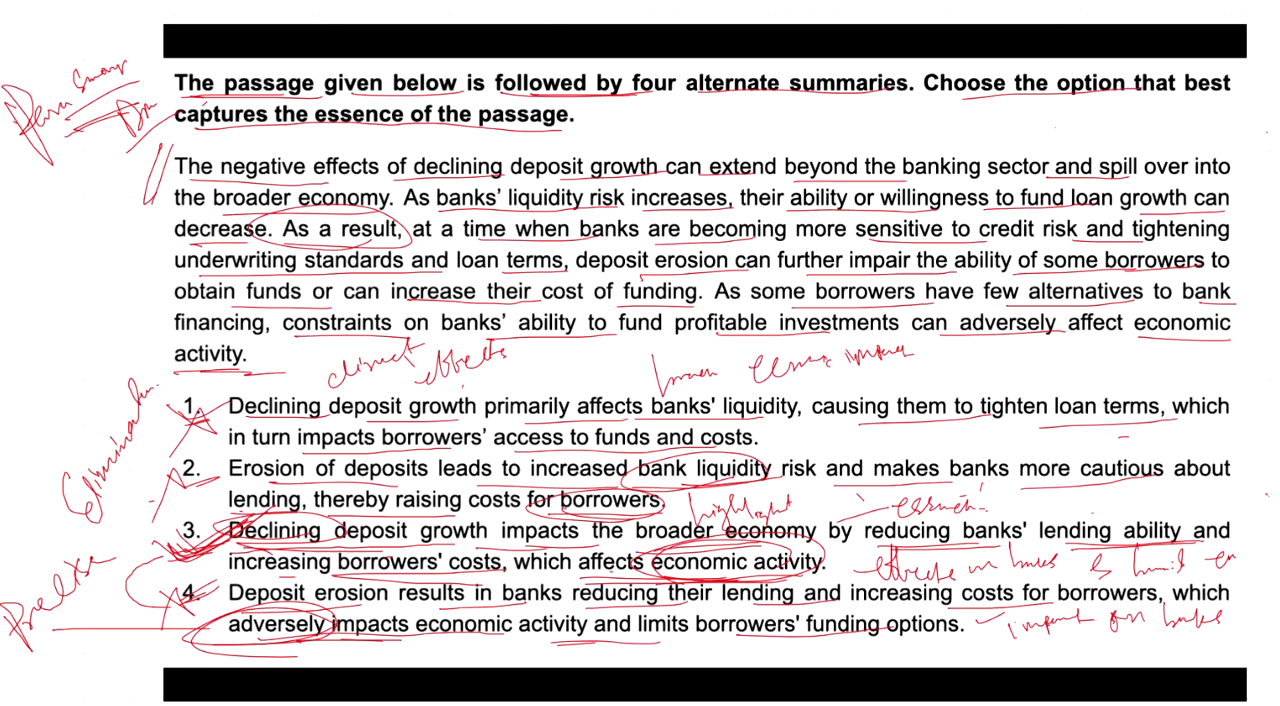 The passage given below is followed by four alternate summaries. Choose the option that best
captures the essence of the passage.
The negative effects of declining deposit growth can extend beyond the banking sector and spill over into
the broader economy. As banks' liquidity risk increases, their ability or willingness to fund loan growth can
decrease. As a result, at a time when banks are becoming more sensitive to credit risk and tightening
underwriting standards and loan terms, deposit erosion can further impair the ability of some borrowers to
obtain funds or can increase their cost of funding. As some borrowers have few alternatives to bank
financing, constraints on banks' ability to fund profitable investments can adversely affect economic
activity.
direct effects
1. Declining deposit growth primarily affects banks' liquidity, causing them to tighten loan terms, which
in turn impacts borrowers' access to funds and costs.
2. Erosion of deposits leads to increased bank liquidity risk and makes banks more cautious about
lending, thereby raising costs for borrowers.
highlight
3. Declining deposit growth impacts the broader economy by reducing banks' lending ability and
increasing borrowers' costs, which affects economic activity.
4. Deposit erosion results in banks reducing their lending and increasing costs for borrowers, which
adversely impacts economic activity and limits borrowers' funding options.
impact on banks